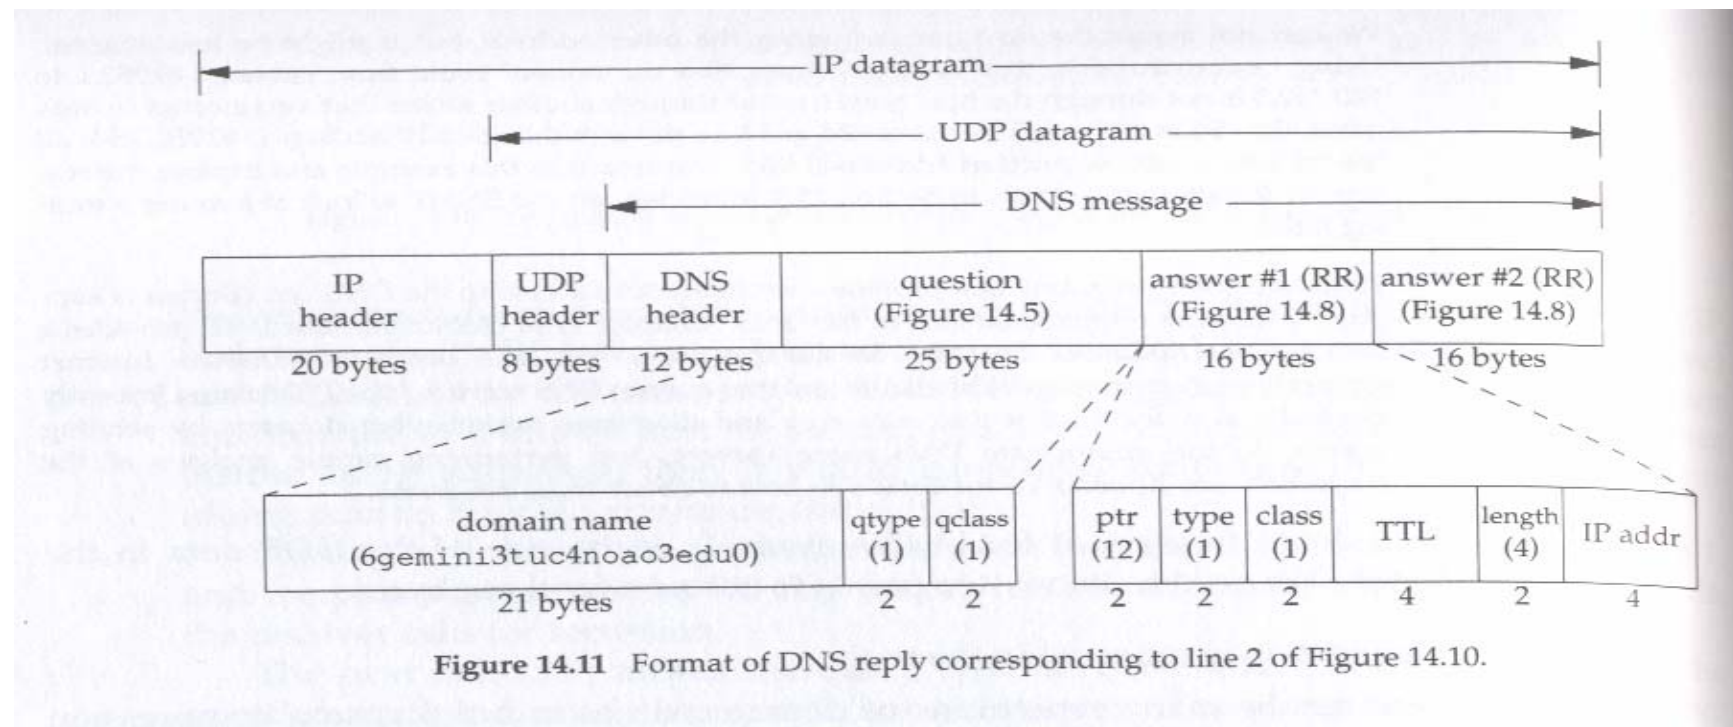 IP datagram
UDP datagram
DNS message
IP header
UDP header
DNS header
question (Figure 14.5)
answer #1 (RR) (Figure 14.8)
answer #2 (RR) (Figure 14.8)
20 bytes
8 bytes
12 bytes
25 bytes
16 bytes
16 bytes
domain name (6gemini3tuc4noao3edu0)
qtype (1)
qclass (1)
ptr (12)
type (1)
class (1)
TTL
length (4)
IP addr
21 bytes
2
2
2
2
2
4
2
4
Figure 14.11 Format of DNS reply corresponding to line 2 of Figure 14.10.